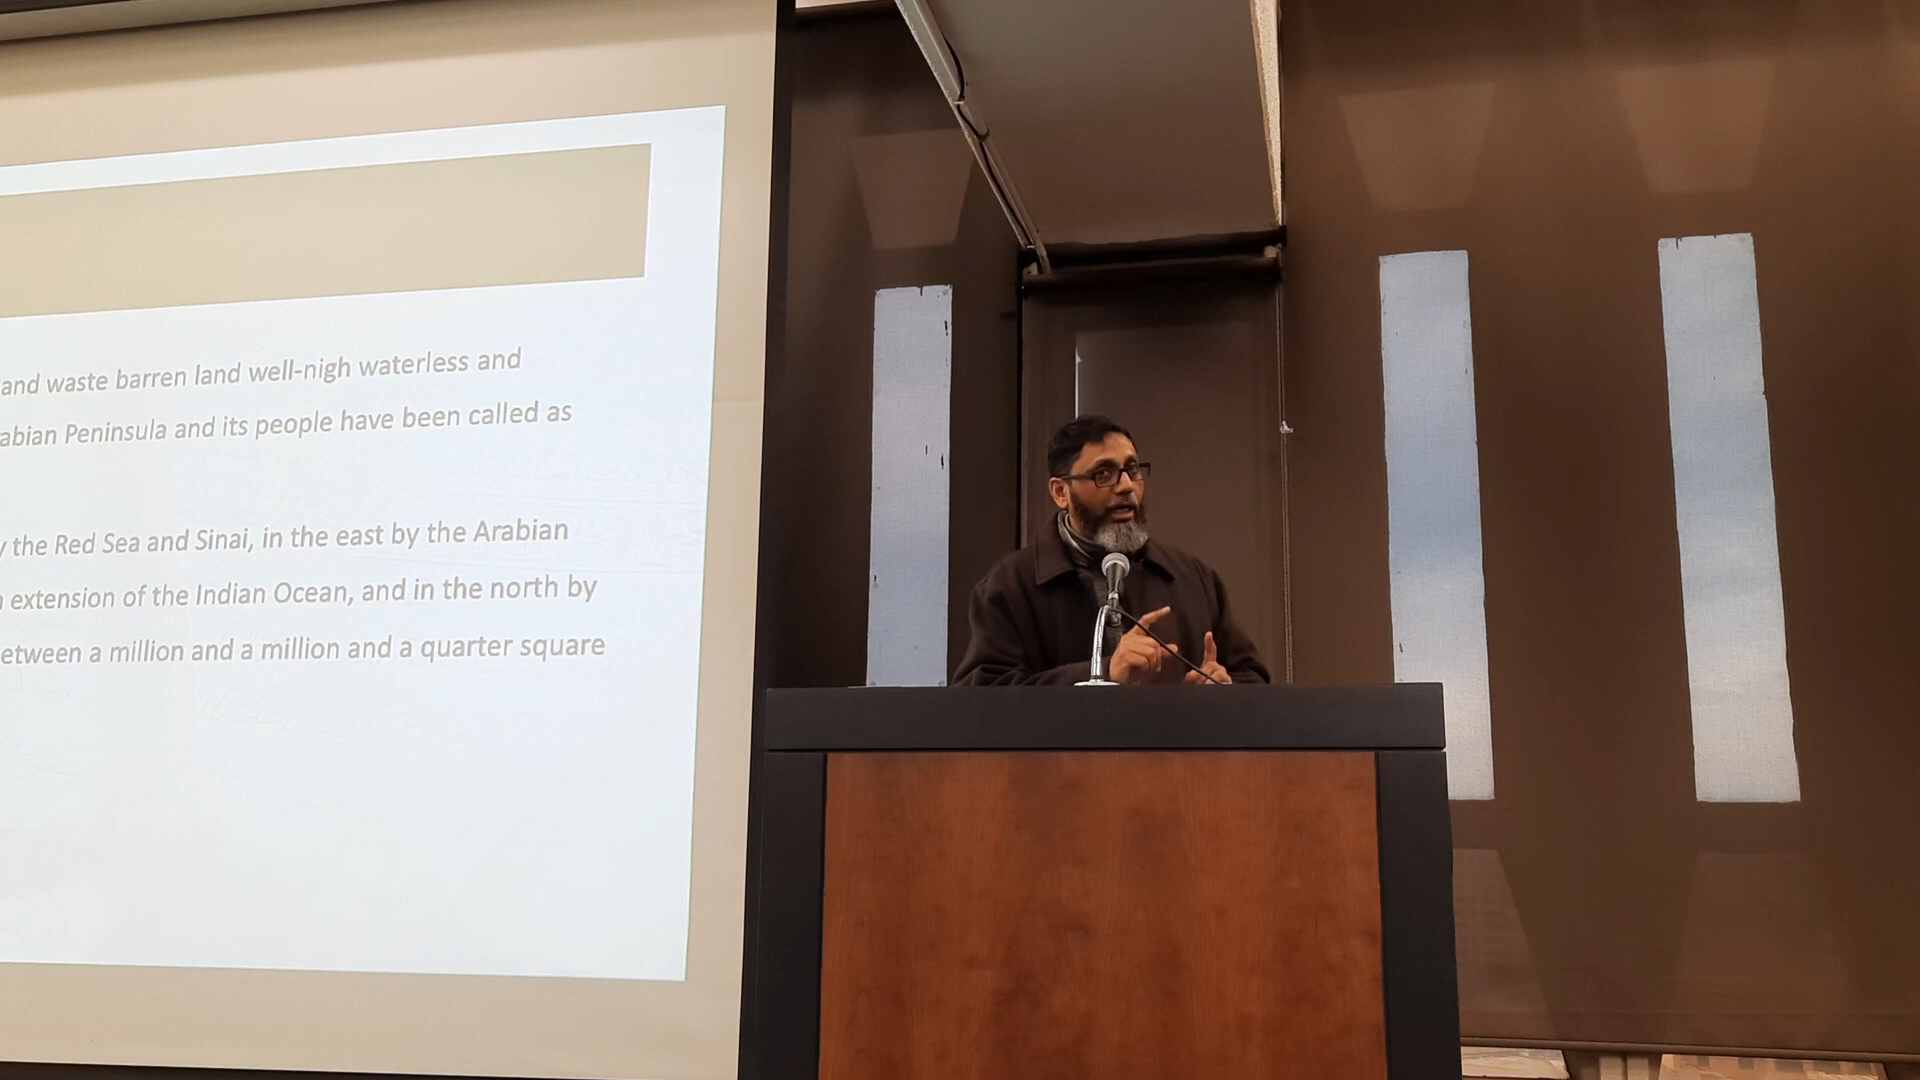 and waste barren land well-nigh waterless and
abian Peninsula and its people have been called as
the Red Sea and Sinai, in the east by the Arabian
extension of the Indian Ocean, and in the north by
etween a million and a million and a quarter square